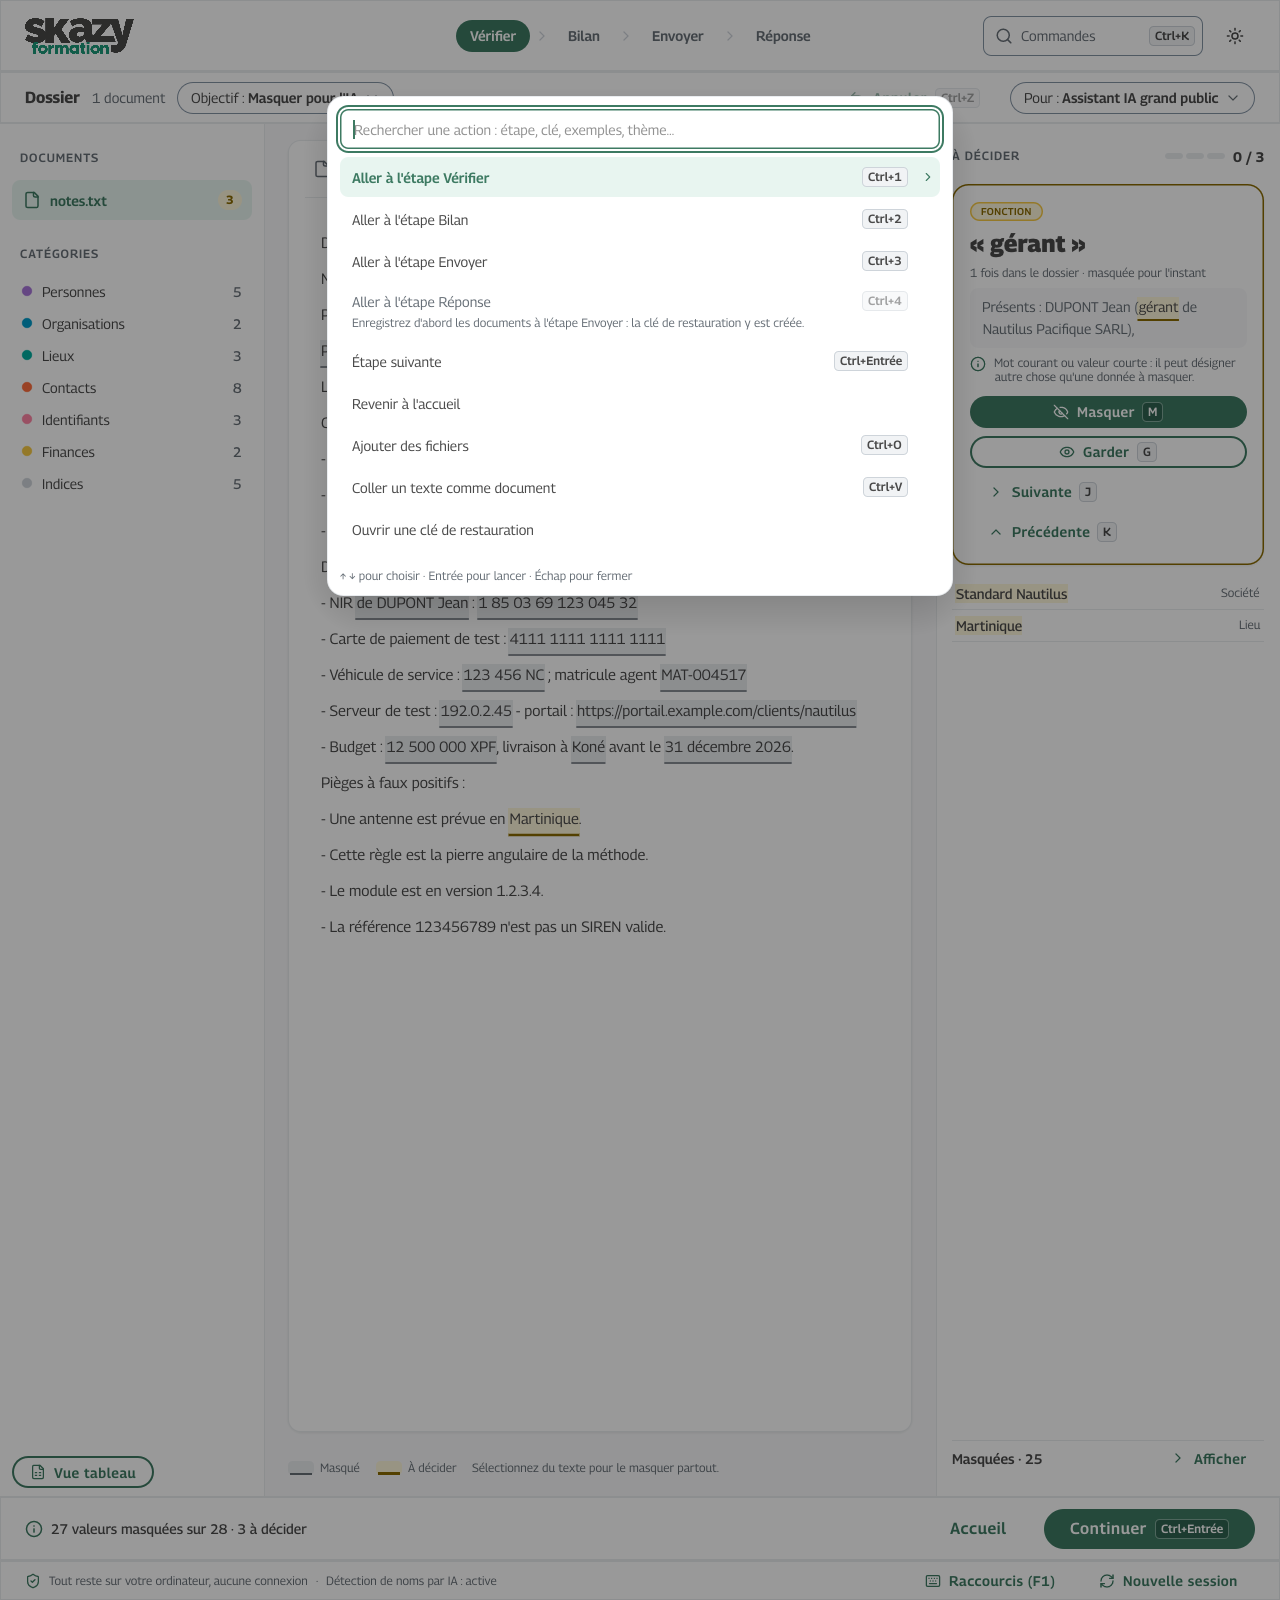 skazy
formation
Vérifier
Bilan
Envoyer
Réponse
Commandes Ctrl+K
Dossier 1 document
Objectif : Masquer pour l'IA
Annuler Ctrl+Z
Pour : Assistant IA grand public
DOCUMENTS
notes.txt 3
CATÉGORIES
Personnes 5
Organisations 2
Lieux 3
Contacts 8
Identifiants 3
Finances 2
Indices 5
Vue tableau
Rechercher une action : étape, clé, exemples, thème...
Aller à l'étape Vérifier Ctrl+1
Aller à l'étape Bilan Ctrl+2
Aller à l'étape Envoyer Ctrl+3
Aller à l'étape Réponse Ctrl+4
Enregistrez d'abord les documents à l'étape Envoyer : la clé de restauration y est créée.
Étape suivante Ctrl+Entrée
Revenir à l'accueil
Ajouter des fichiers Ctrl+O
Coller un texte comme document Ctrl+V
Ouvrir une clé de restauration
↑ ↓ pour choisir · Entrée pour lancer · Échap pour fermer
- NIR de DUPONT Jean : 1 85 03 69 123 045 32
- Carte de paiement de test : 4111 1111 1111 1111
- Véhicule de service : 123 456 NC ; matricule agent MAT-004517
- Serveur de test : 192.0.2.45 - portail : https://portail.example.com/clients/nautilus
- Budget : 12 500 000 XPF, livraison à Koné avant le 31 décembre 2026.
Pièges à faux positifs :
- Une antenne est prévue en Martinique.
- Cette règle est la pierre angulaire de la méthode.
- Le module est en version 1.2.3.4.
- La référence 123456789 n'est pas un SIREN valide.
Masqué
À décider
Sélectionnez du texte pour le masquer partout.
À DÉCIDER 0 / 3
FONCTION
« gérant »
1 fois dans le dossier · masquée pour l'instant
Présents : DUPONT Jean (gérant de
Nautilus Pacifique SARL),
Mot courant ou valeur courte : il peut désigner
autre chose qu'une donnée à masquer.
Masquer M
Garder G
Suivante J
Précédente K
Standard Nautilus Société
Martinique Lieu
Masquées · 25 Afficher
27 valeurs masquées sur 28 · 3 à décider
Accueil
Continuer Ctrl+Entrée
Tout reste sur votre ordinateur, aucune connexion · Détection de noms par IA : active
Raccourcis (F1)
Nouvelle session